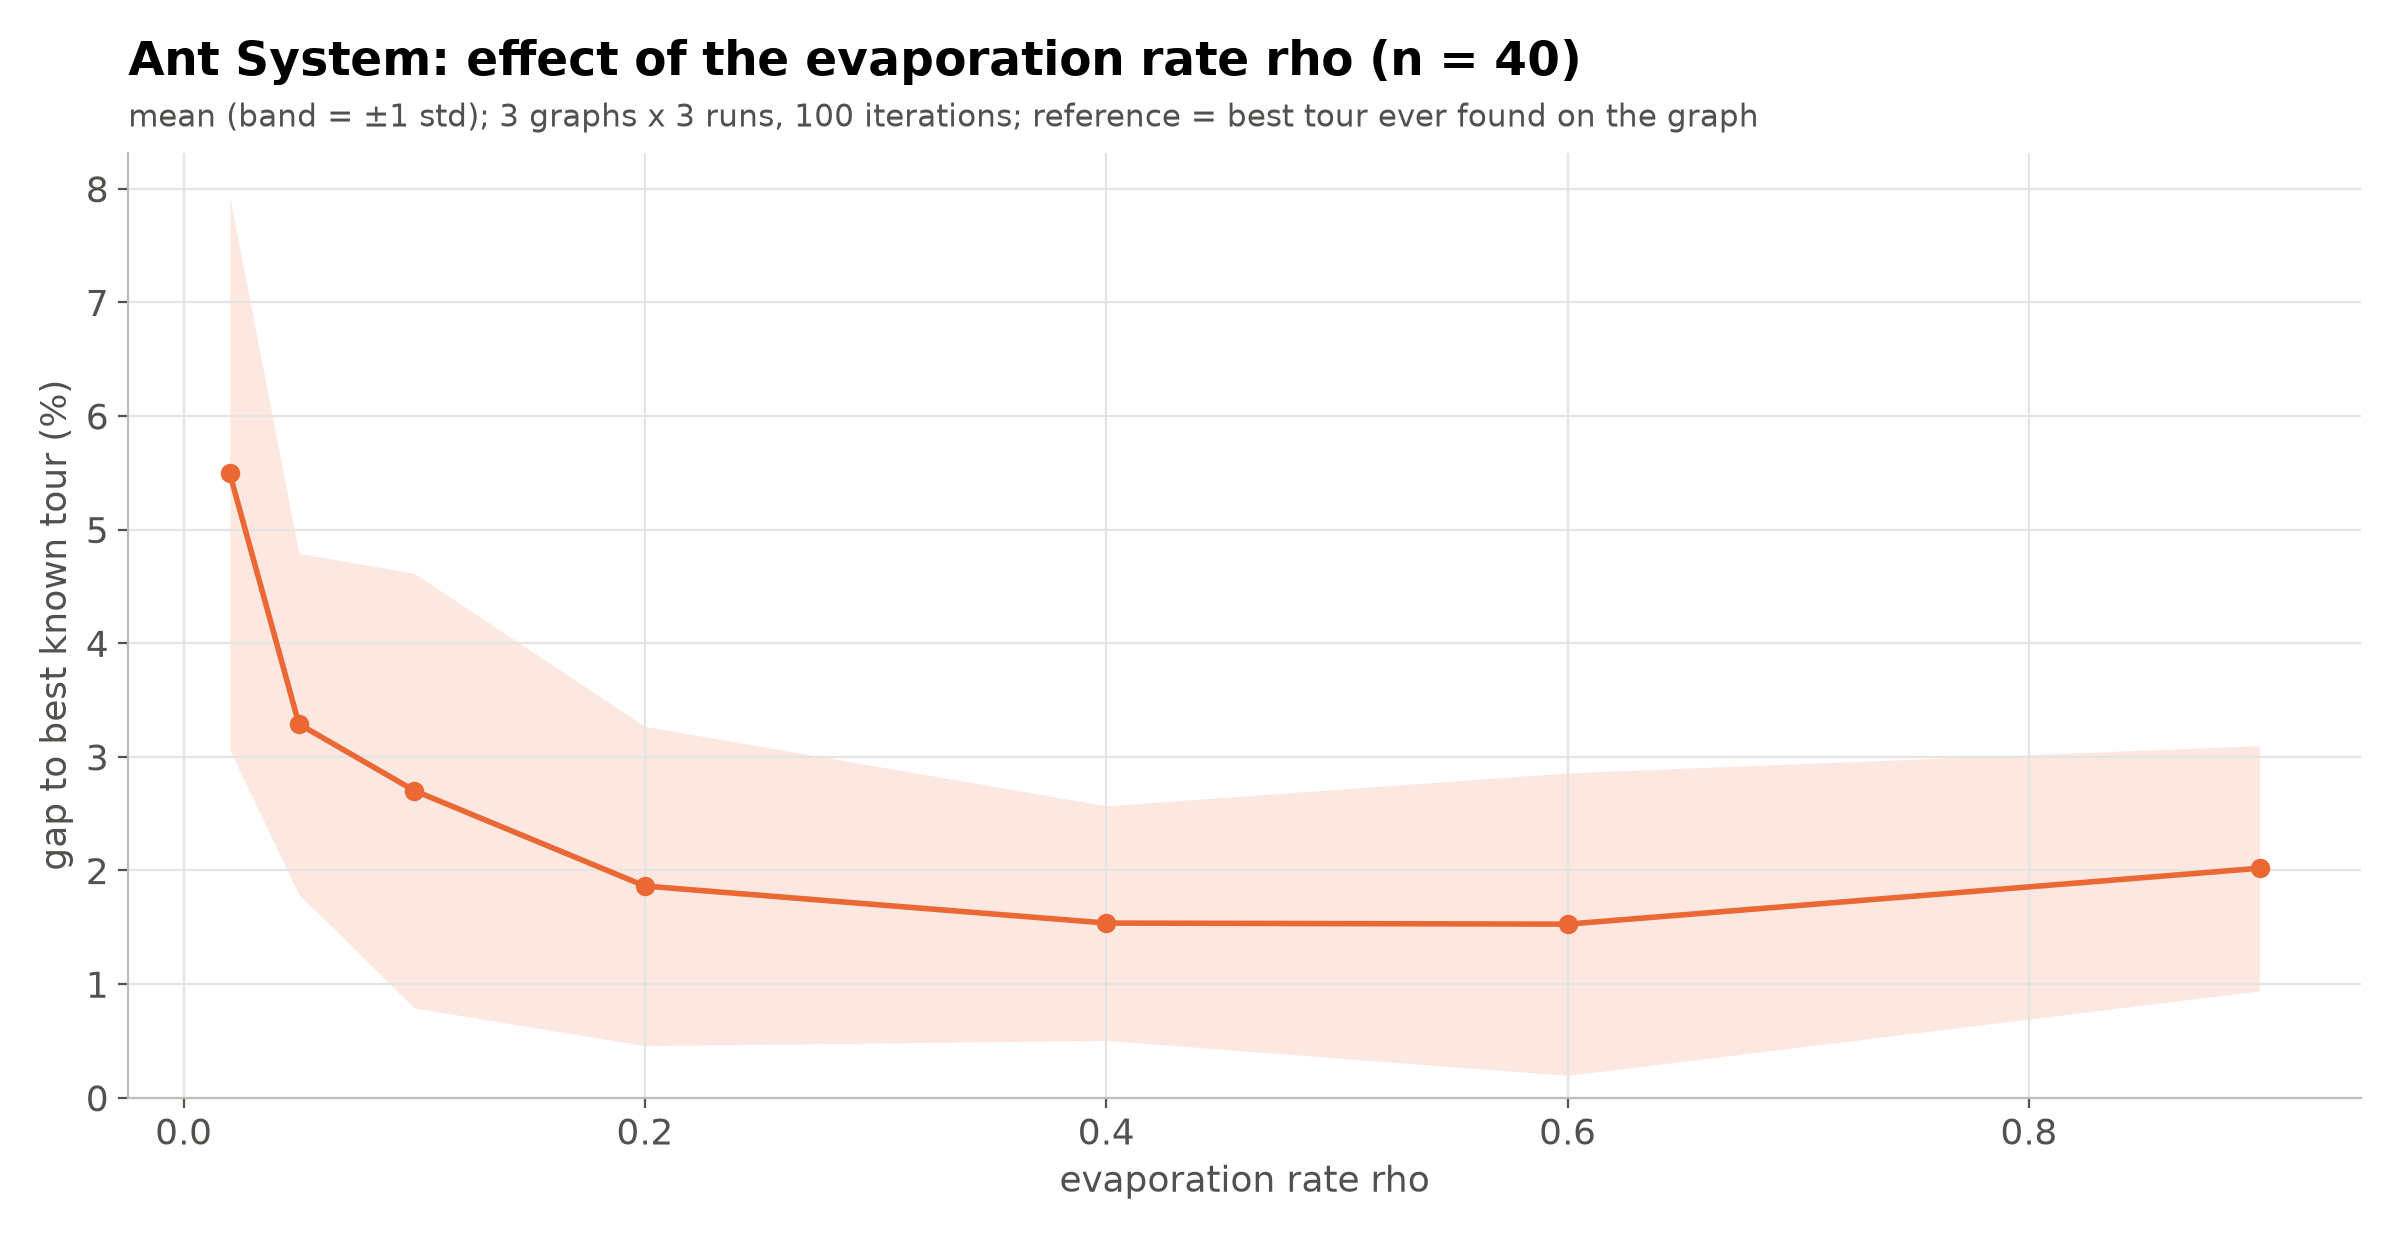 Ant System: effect of the evaporation rate rho (n = 40)
mean (band = ±1 std); 3 graphs x 3 runs, 100 iterations; reference = best tour ever found on the graph
gap to best known tour (%)
8
7
6
5
4
3
2
1
0
0.0 0.2 0.4 0.6 0.8
evaporation rate rho